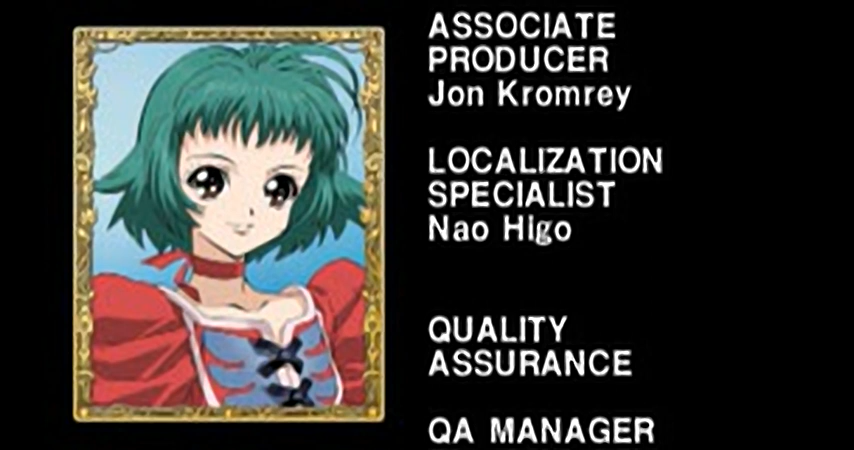 ASSOCIATE
PRODUCER
Jon Kromrey
LOCALIZATION
SPECIALIST
Nao Higo
QUALITY
ASSURANCE
QA MANAGER